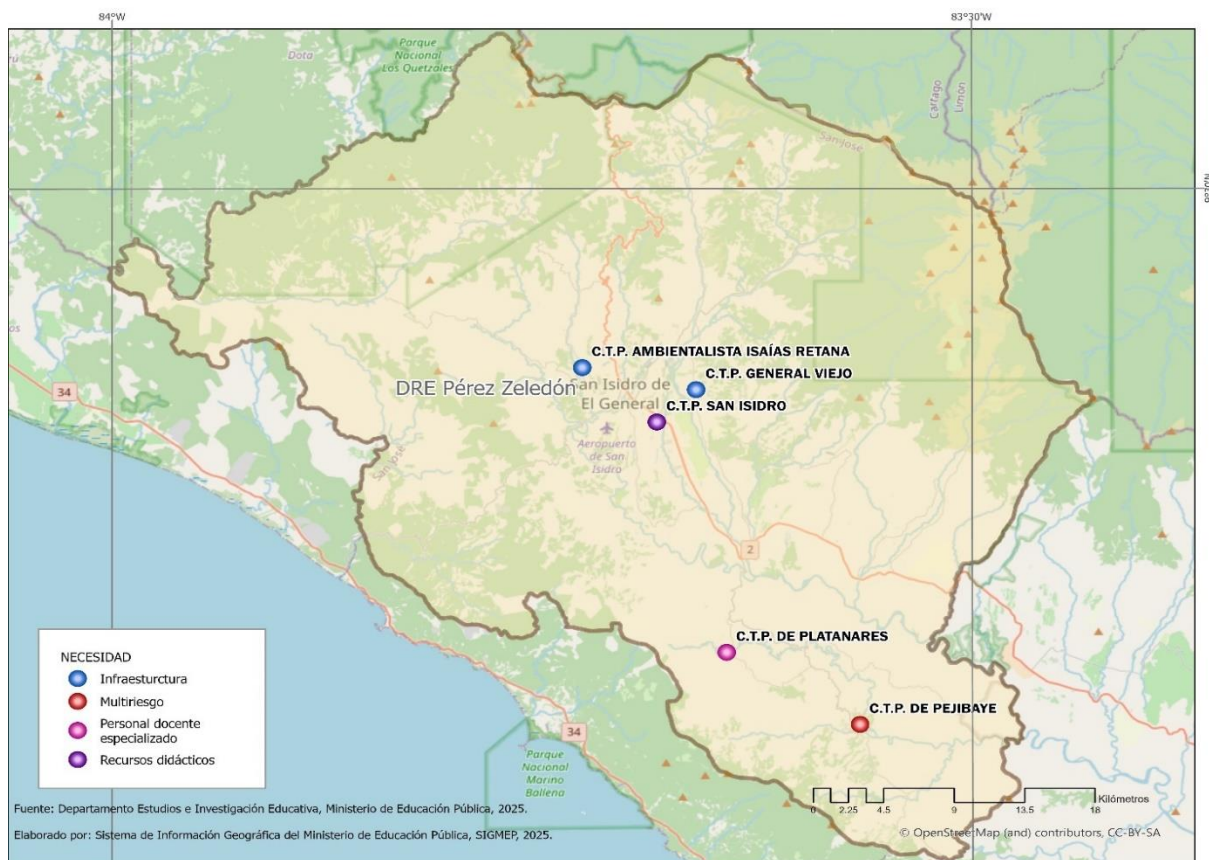 84°W
83°30'W
Parque
Nacional
Los Quetzales
Dota
Cartago
Limón
San José
C.T.P. AMBIENTALISTA ISAÍAS RETANA
C.T.P. GENERAL VIEJO
DRE Pérez Zeledón
San Isidro de
El General
C.T.P. SAN ISIDRO
Aeropuerto
de San
Isidro
San José
34
2
C.T.P. DE PLATANARES
C.T.P. DE PEJIBAYE
34
Parque
Nacional
Marino
Ballena
NECESIDAD
Infraesturctura
Multiriesgo
Personal docente
especializado
Recursos didácticos
0 2.25 4.5 9 13.5 18
Kilómetros
Fuente: Departamento Estudios e Investigación Educativa, Ministerio de Educación Pública, 2025.
Elaborado por: Sistema de Información Geográfica del Ministerio de Educación Pública, SIGMEP, 2025.
© OpenStreetMap (and) contributors, CC-BY-SA